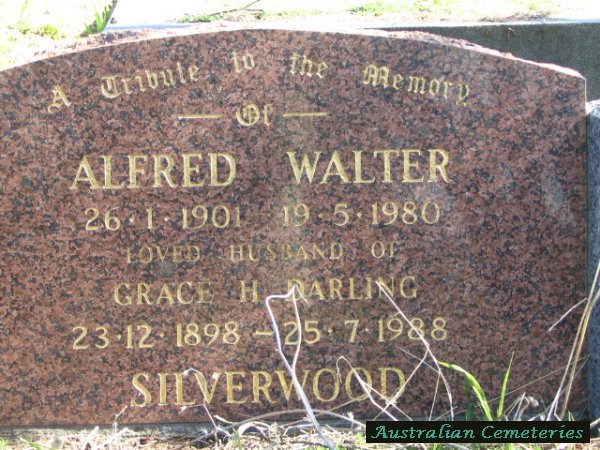 A Tribute to the Memory
— Of —
ALFRED WALTER
26·1·1901 - 19·5·1980
LOVED HUSBAND OF
GRACE H. DARLING
23·12·1898 - 25·7·1988
SILVERWOOD
Australian Cemeteries